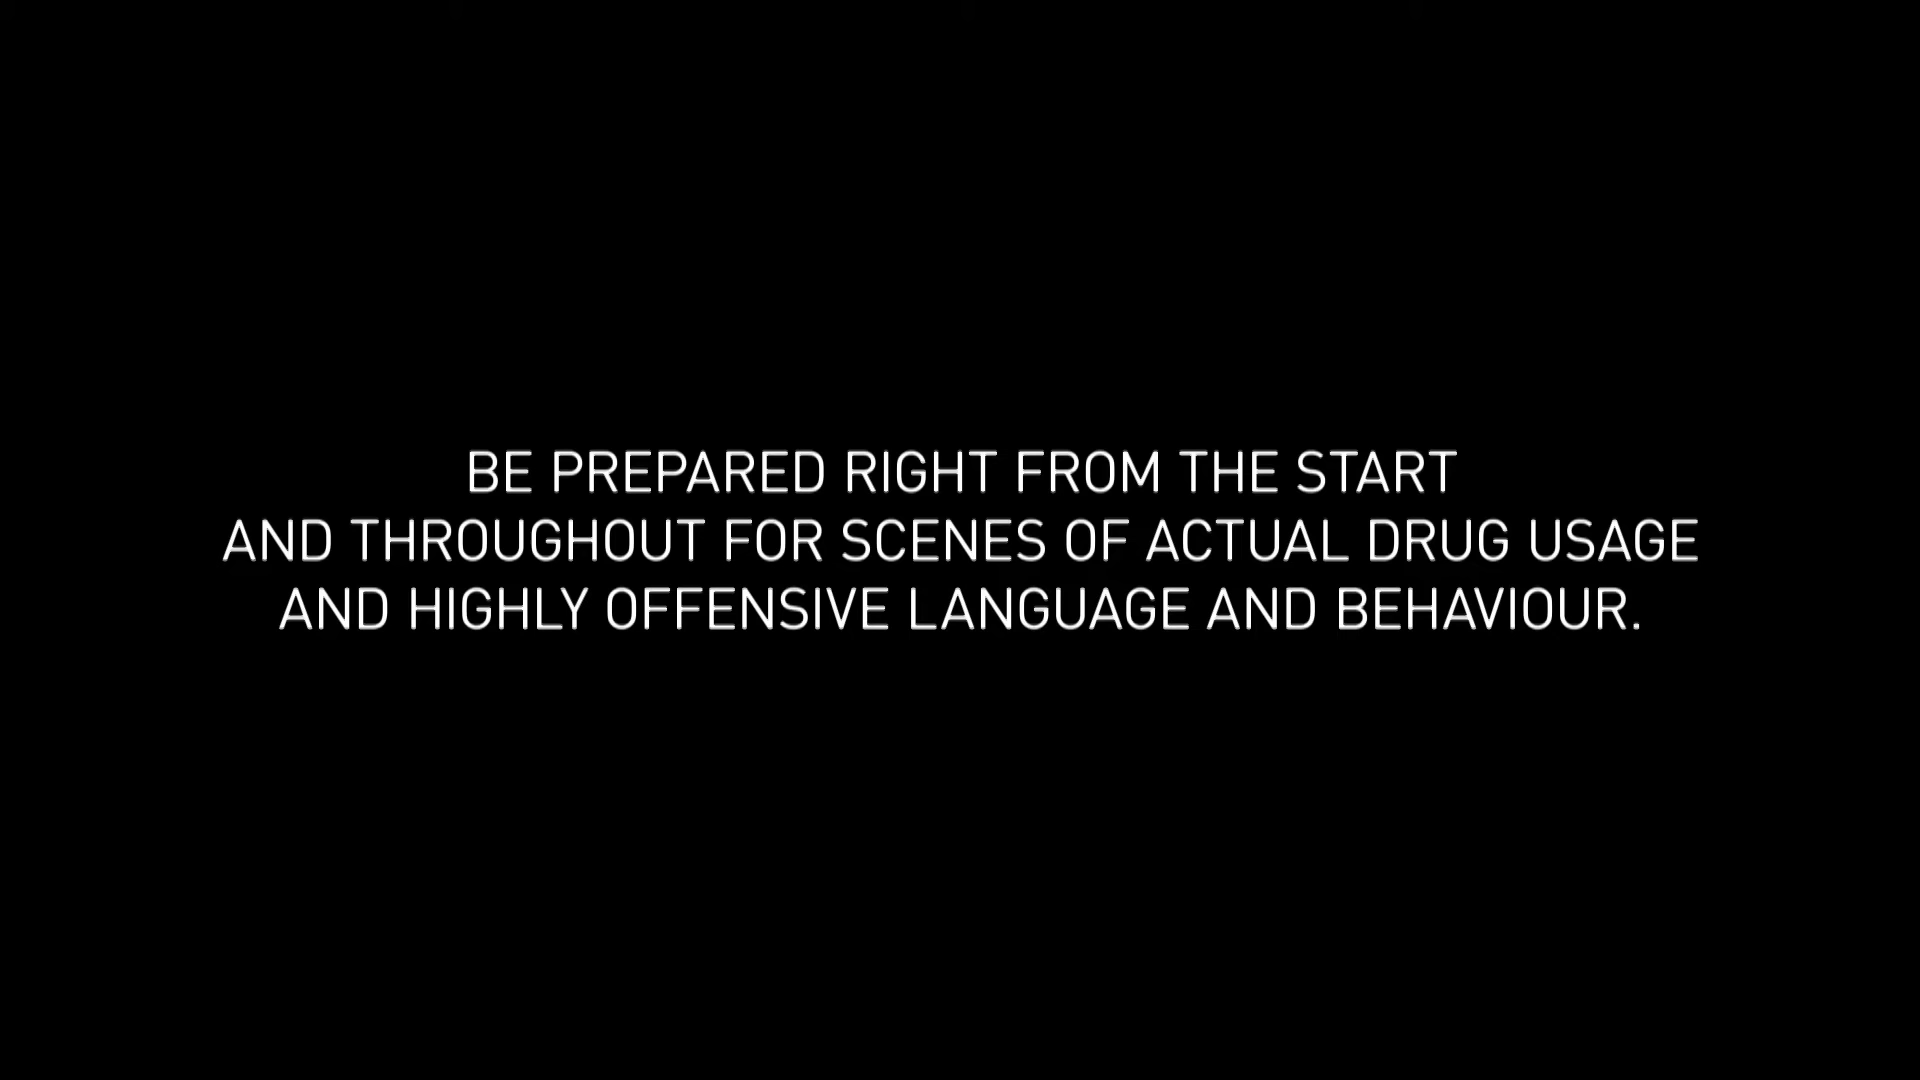 BE PREPARED RIGHT FROM THE START
AND THROUGHOUT FOR SCENES OF ACTUAL DRUG USAGE
AND HIGHLY OFFENSIVE LANGUAGE AND BEHAVIOUR.